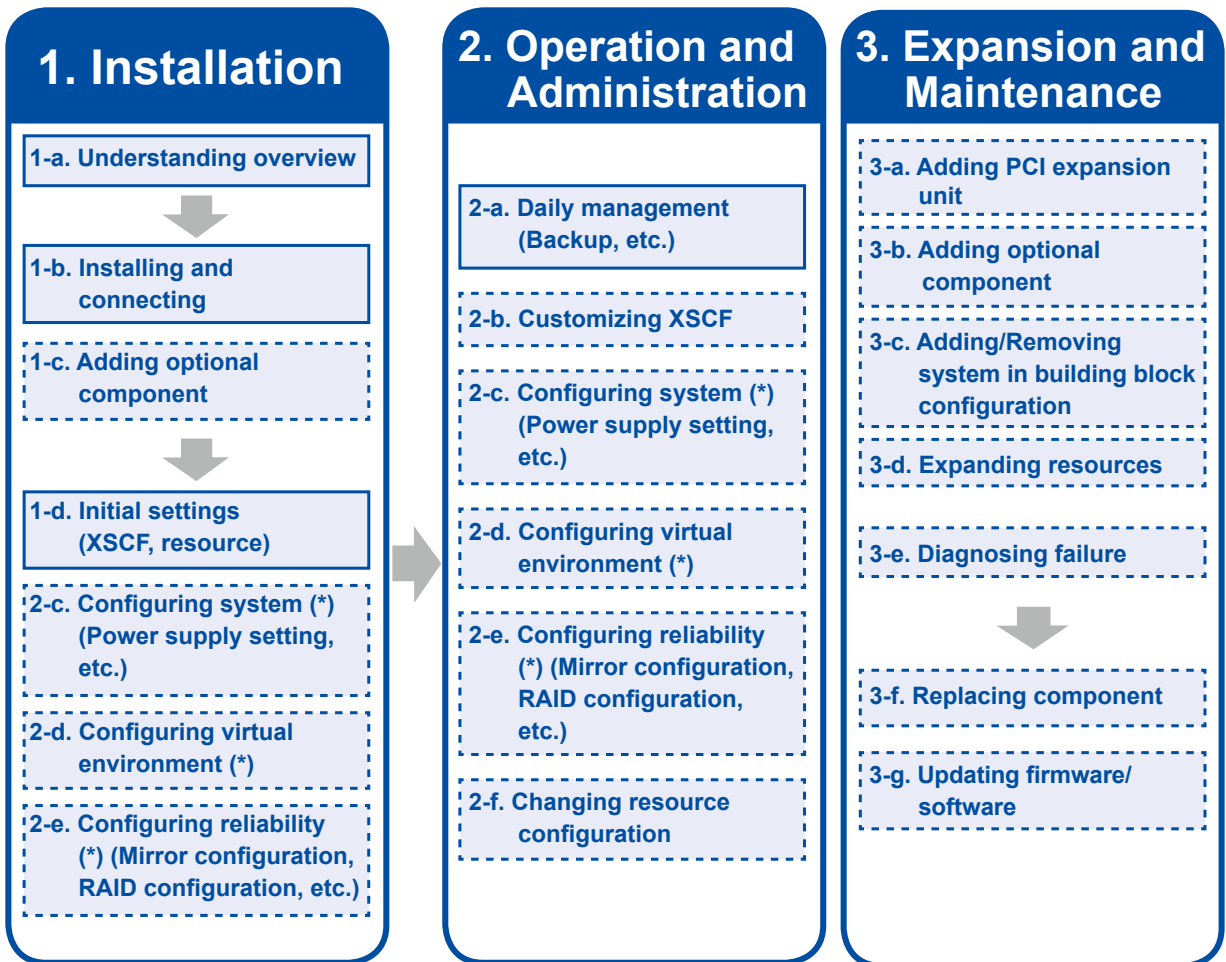 1. Installation
1-a. Understanding overview
1-b. Installing and
connecting
1-c. Adding optional
component
1-d. Initial settings
(XSCF, resource)
2-c. Configuring system (*)
(Power supply setting,
etc.)
2-d. Configuring virtual
environment (*)
2-e. Configuring reliability
(*) (Mirror configuration,
RAID configuration, etc.)
2. Operation and
Administration
2-a. Daily management
(Backup, etc.)
2-b. Customizing XSCF
2-c. Configuring system (*)
(Power supply setting,
etc.)
2-d. Configuring virtual
environment (*)
2-e. Configuring reliability
(*) (Mirror configuration,
RAID configuration,
etc.)
2-f. Changing resource
configuration
3. Expansion and
Maintenance
3-a. Adding PCI expansion
unit
3-b. Adding optional
component
3-c. Adding/Removing
system in building block
configuration
3-d. Expanding resources
3-e. Diagnosing failure
3-f. Replacing component
3-g. Updating firmware/
software